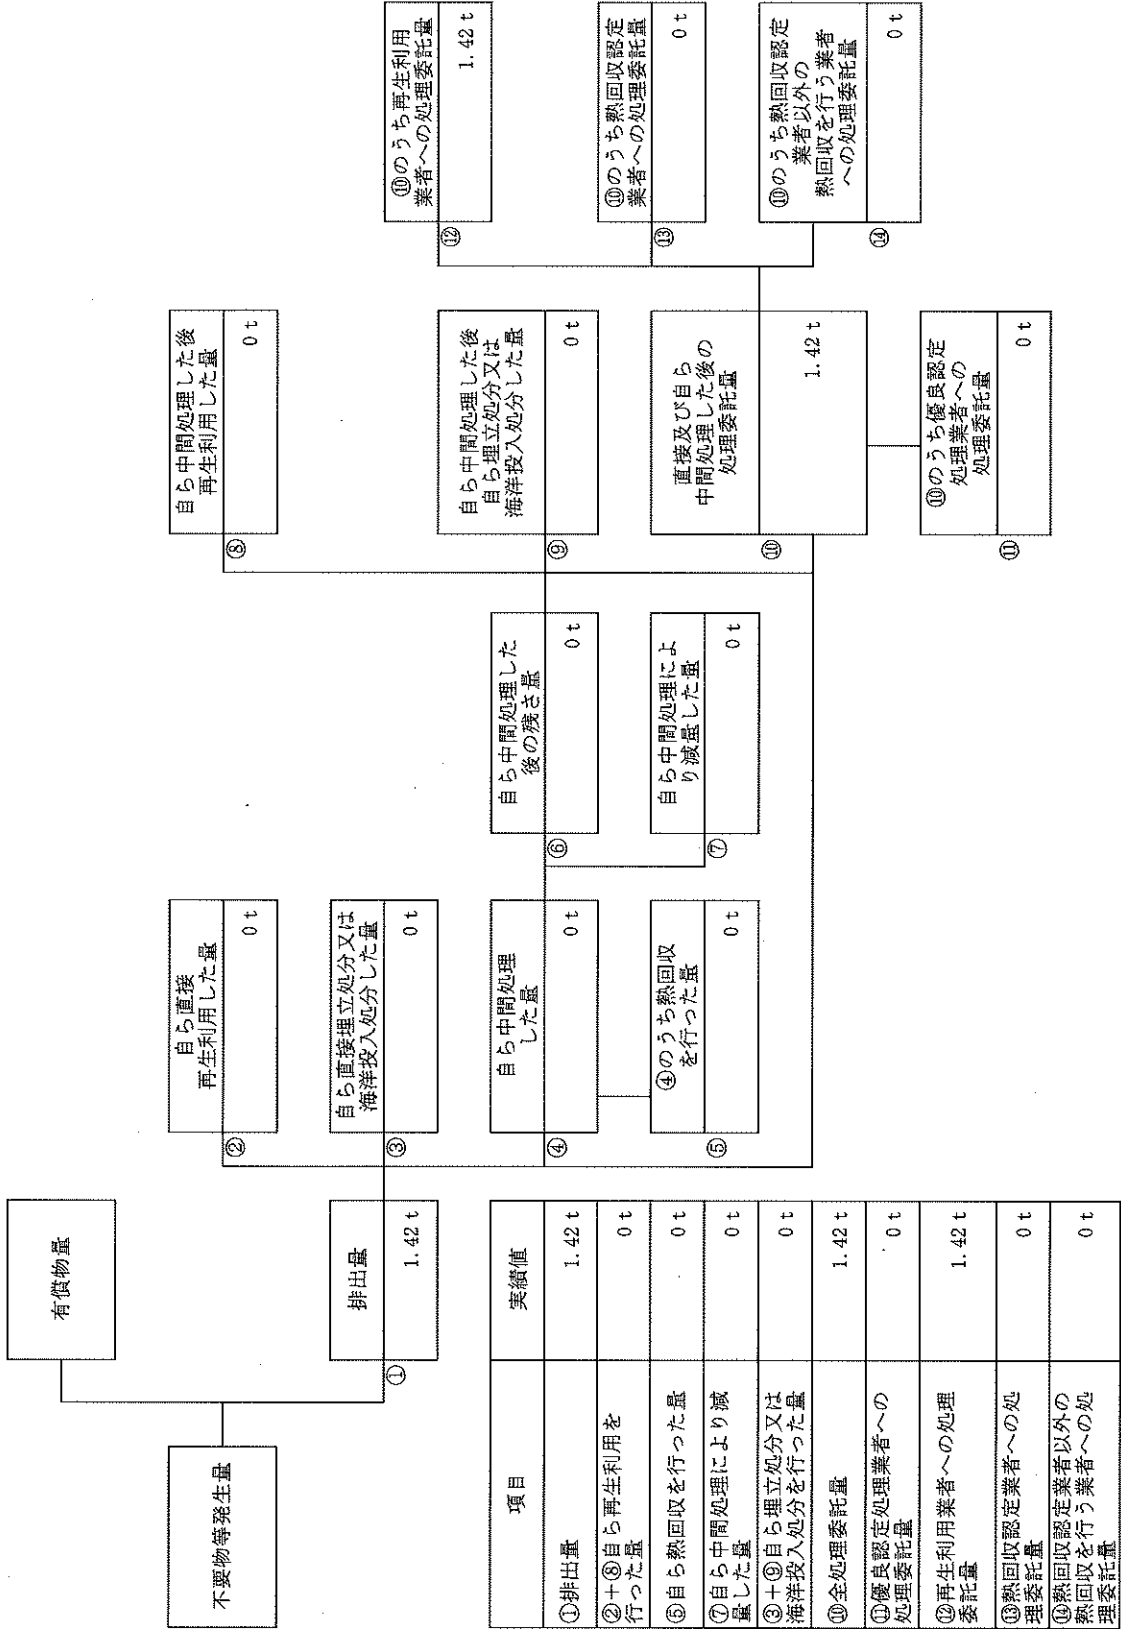 有償物量
不要物等発生量
排出量
① 1.42 t
自ら直接
再生利用した量
② 0 t
自ら直接埋立処分又は
海洋投入処分した量
③ 0 t
自ら中間処理
した量
④ 0 t
④のうち熱回収
を行った量
⑤ 0 t
自ら中間処理した
後の残さ量
⑥ 0 t
自ら中間処理によ
り減量した量
⑦ 0 t
自ら中間処理した後
再生利用した量
⑧ 0 t
自ら中間処理した後
自ら埋立処分又は
海洋投入処分した量
⑨ 0 t
直接及び自ら
中間処理した後の
処理委託量
⑩ 1.42 t
⑩のうち優良認定
処理業者への
処理委託量
⑪ 0 t
⑩のうち再生利用
業者への処理委託量
⑫ 1.42 t
⑩のうち熱回収認定
業者への処理委託量
⑬ 0 t
⑩のうち熱回収認定
業者以外の
熱回収を行う業者
への処理委託量
⑭ 0 t
項目 実績値
①排出量 1.42 t
②+⑧自ら再生利用を
行った量 0 t
⑤自ら熱回収を行った量 0 t
⑦自ら中間処理により減
量した量 0 t
③+⑨自ら埋立処分又は
海洋投入処分を行った量 0 t
⑩全処理委託量 1.42 t
⑪優良認定処理業者への
処理委託量 0 t
⑫再生利用業者への処理
委託量 1.42 t
⑬熱回収認定業者への処
理委託量 0 t
⑭熱回収認定業者以外の
熱回収を行う業者への処
理委託量 0 t